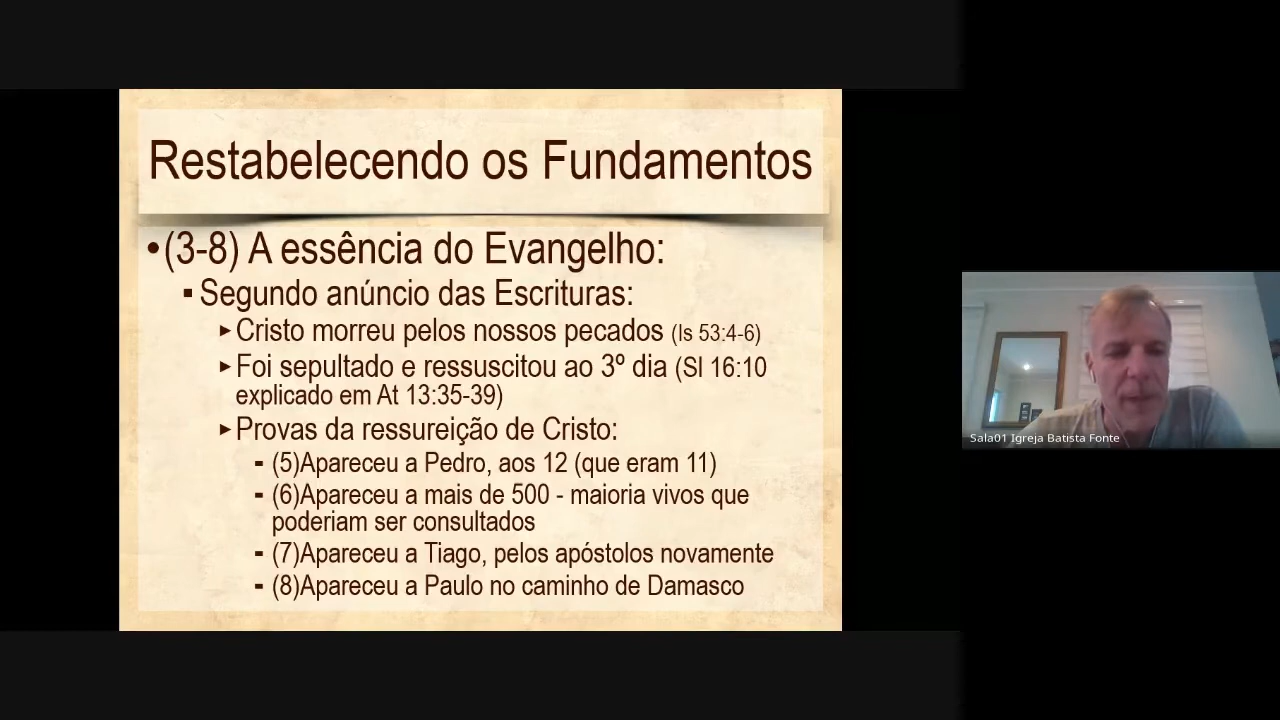 Restabelecendo os Fundamentos
•(3-8) A essência do Evangelho:
▪ Segundo anúncio das Escrituras:
►Cristo morreu pelos nossos pecados (Is 53:4-6)
►Foi sepultado e ressuscitou ao 3º dia (Sl 16:10
explicado em At 13:35-39)
►Provas da ressureição de Cristo:
- (5)Apareceu a Pedro, aos 12 (que eram 11)
- (6)Apareceu a mais de 500 - maioria vivos que
poderiam ser consultados
- (7)Apareceu a Tiago, pelos apóstolos novamente
- (8)Apareceu a Paulo no caminho de Damasco
Sala01 Igreja Batista Fonte